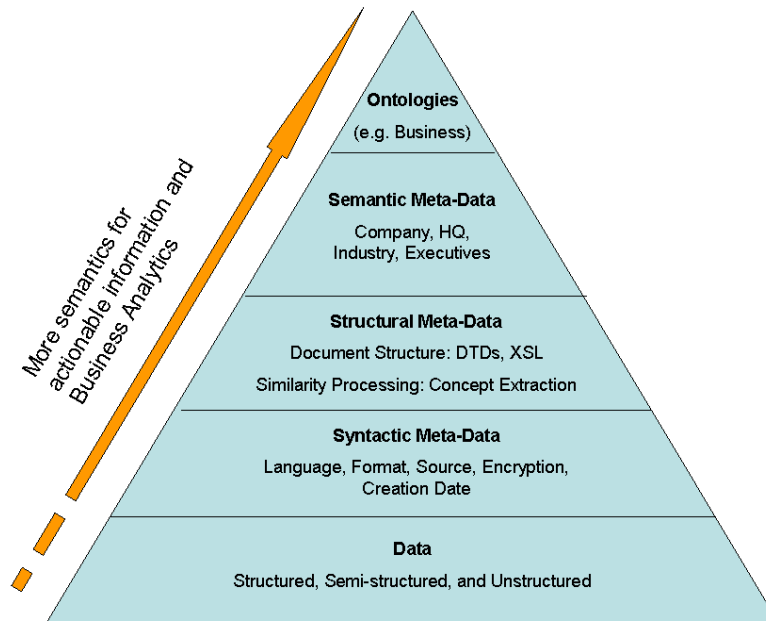 Ontologies
(e.g. Business)
Semantic Meta-Data
Company, HQ,
Industry, Executives
Structural Meta-Data
Document Structure: DTDs, XSL
Similarity Processing: Concept Extraction
Syntactic Meta-Data
Language, Format, Source, Encryption,
Creation Date
Data
Structured, Semi-structured, and Unstructured
More semantics for
actionable information and
Business Analytics